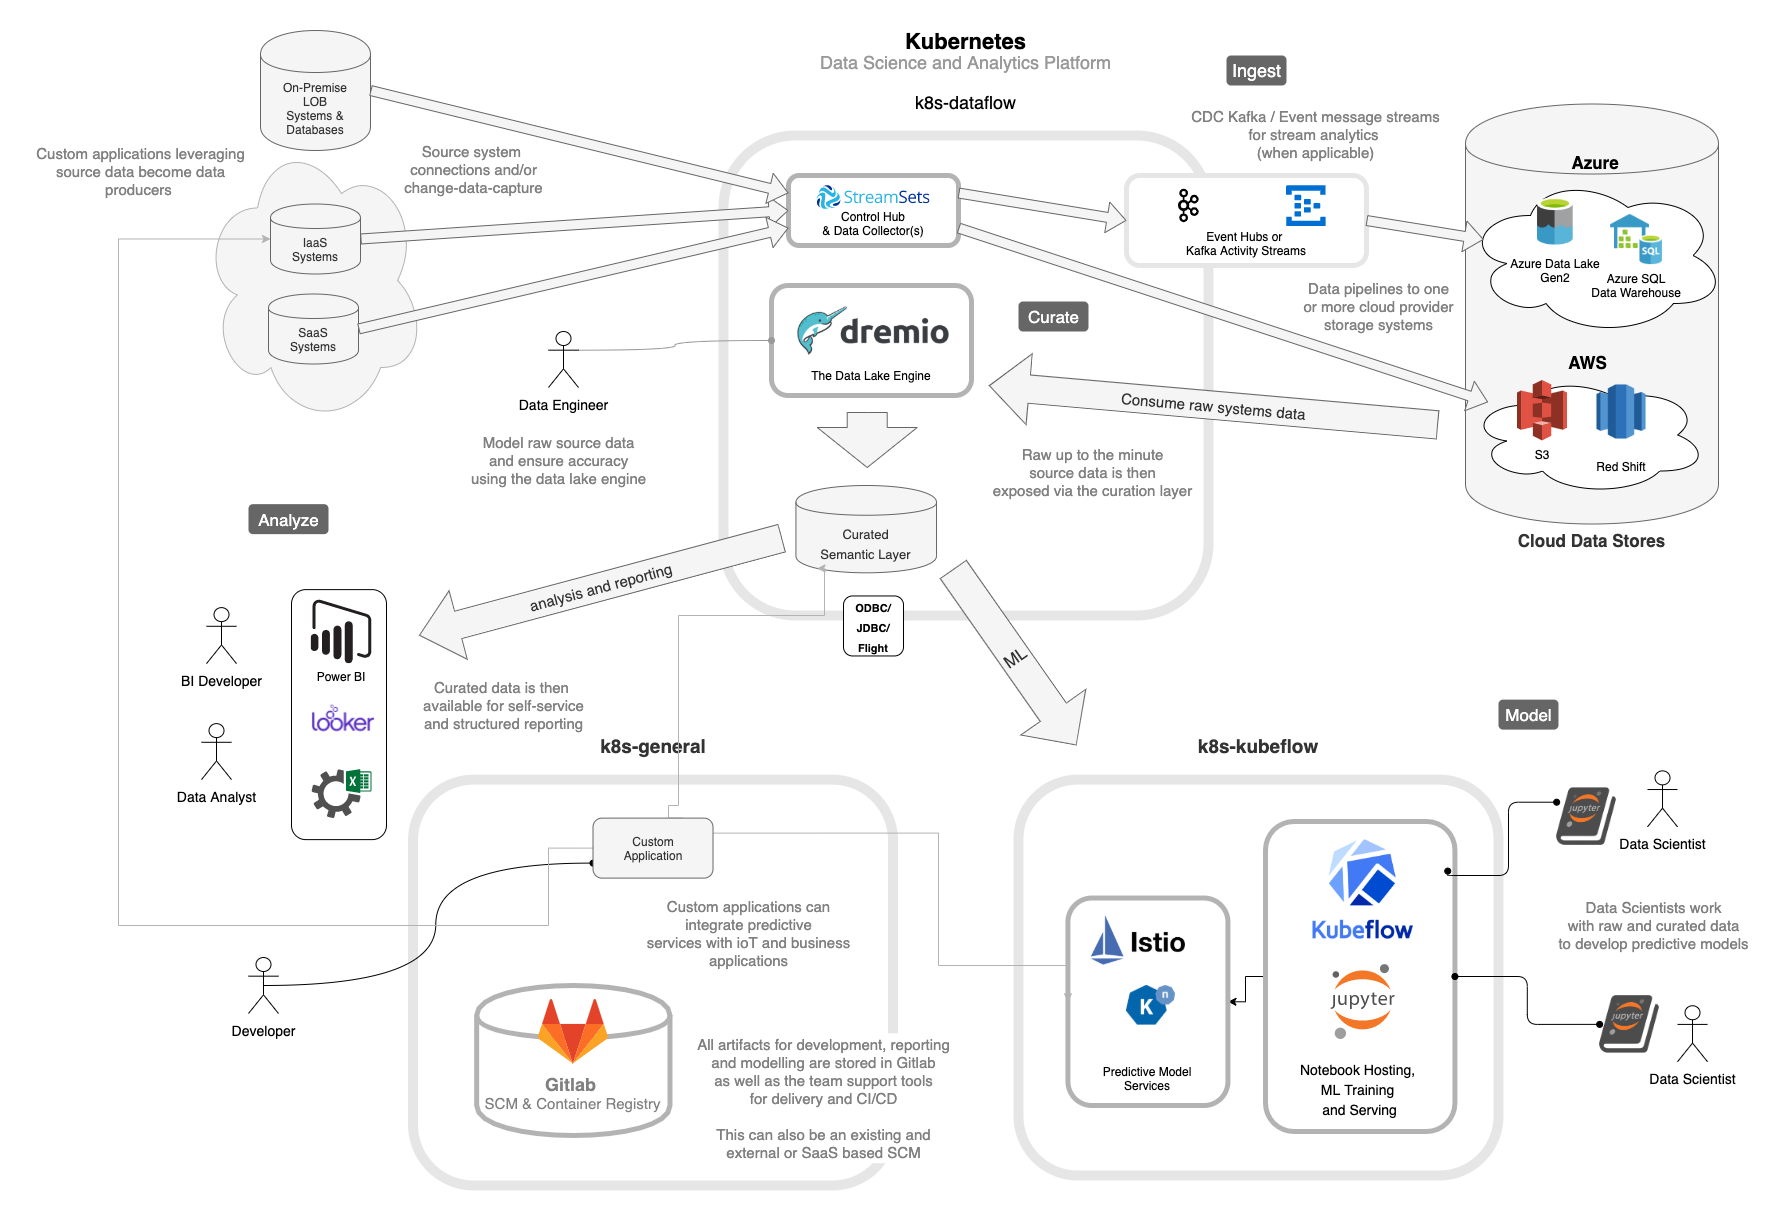 Kubernetes
Data Science and Analytics Platform
k8s-dataflow
Ingest
On-Premise
LOB
Systems &
Databases
Custom applications leveraging
source data become data
producers
Source system
connections and/or
change-data-capture
IaaS
Systems
SaaS
Systems
StreamSets
Control Hub
& Data Collector(s)
CDC Kafka / Event message streams
for stream analytics
(when applicable)
Event Hubs or
Kafka Activity Streams
Azure
Azure Data Lake
Gen2
SQL
Azure SQL
Data Warehouse
Data pipelines to one
or more cloud provider
storage systems
AWS
S3
Red Shift
Cloud Data Stores
Curate
dremio
The Data Lake Engine
Consume raw systems data
Raw up to the minute
source data is then
exposed via the curation layer
Data Engineer
Model raw source data
and ensure accuracy
using the data lake engine
Curated
Semantic Layer
ODBC/
JDBC/
Flight
Analyze
analysis and reporting
ML
BI Developer
Data Analyst
Power BI
looker
X
Curated data is then
available for self-service
and structured reporting
k8s-general
Custom
Application
Custom applications can
integrate predictive
services with ioT and business
applications
Developer
Gitlab
SCM & Container Registry
All artifacts for development, reporting
and modelling are stored in Gitlab
as well as the team support tools
for delivery and CI/CD
This can also be an existing and
external or SaaS based SCM
k8s-kubeflow
Model
Istio
K
n
Predictive Model
Services
Kubeflow
jupyter
Notebook Hosting,
ML Training
and Serving
jupyter
Data Scientist
Data Scientists work
with raw and curated data
to develop predictive models
jupyter
Data Scientist